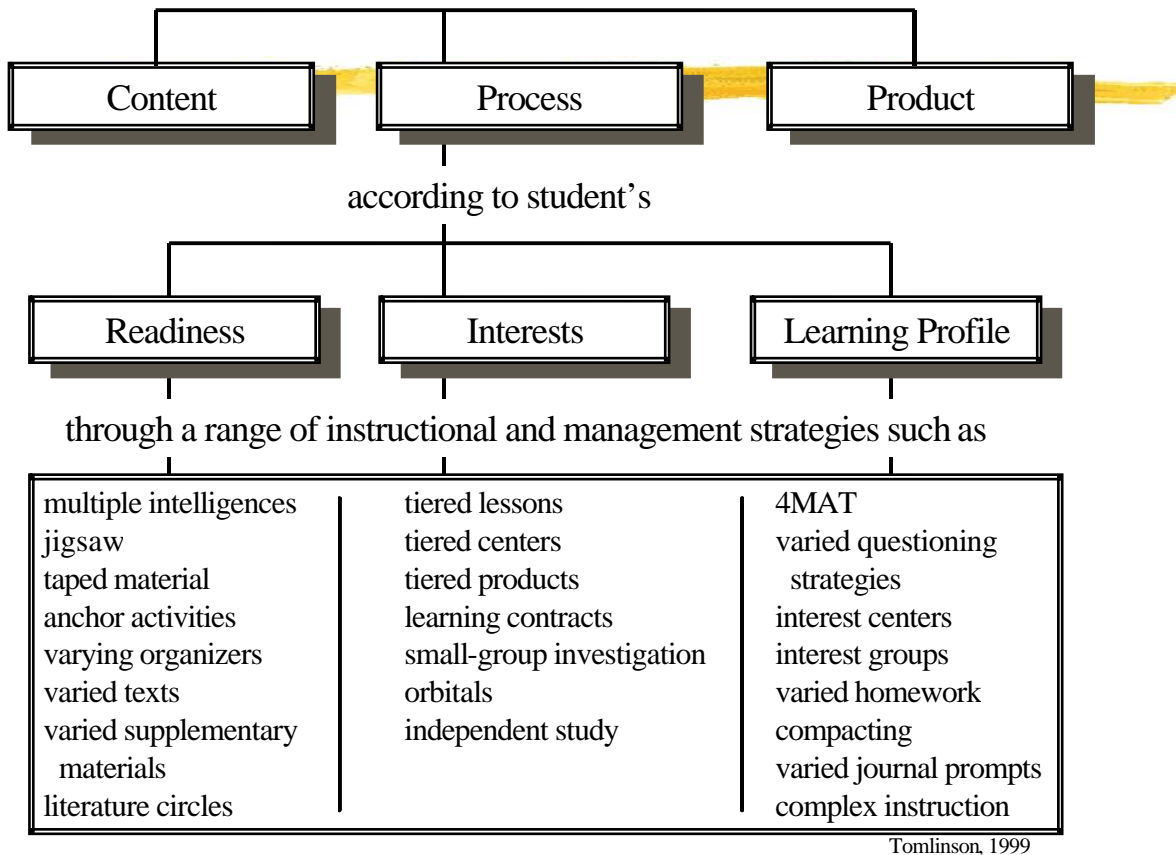 Content
Process
Product
according to student’s
Readiness
Interests
Learning Profile
through a range of instructional and management strategies such as
multiple intelligences
jigsaw
taped material
anchor activities
varying organizers
varied texts
varied supplementary
materials
literature circles
tiered lessons
tiered centers
tiered products
learning contracts
small-group investigation
orbitals
independent study
4MAT
varied questioning
strategies
interest centers
interest groups
varied homework
compacting
varied journal prompts
complex instruction
Tomlinson, 1999